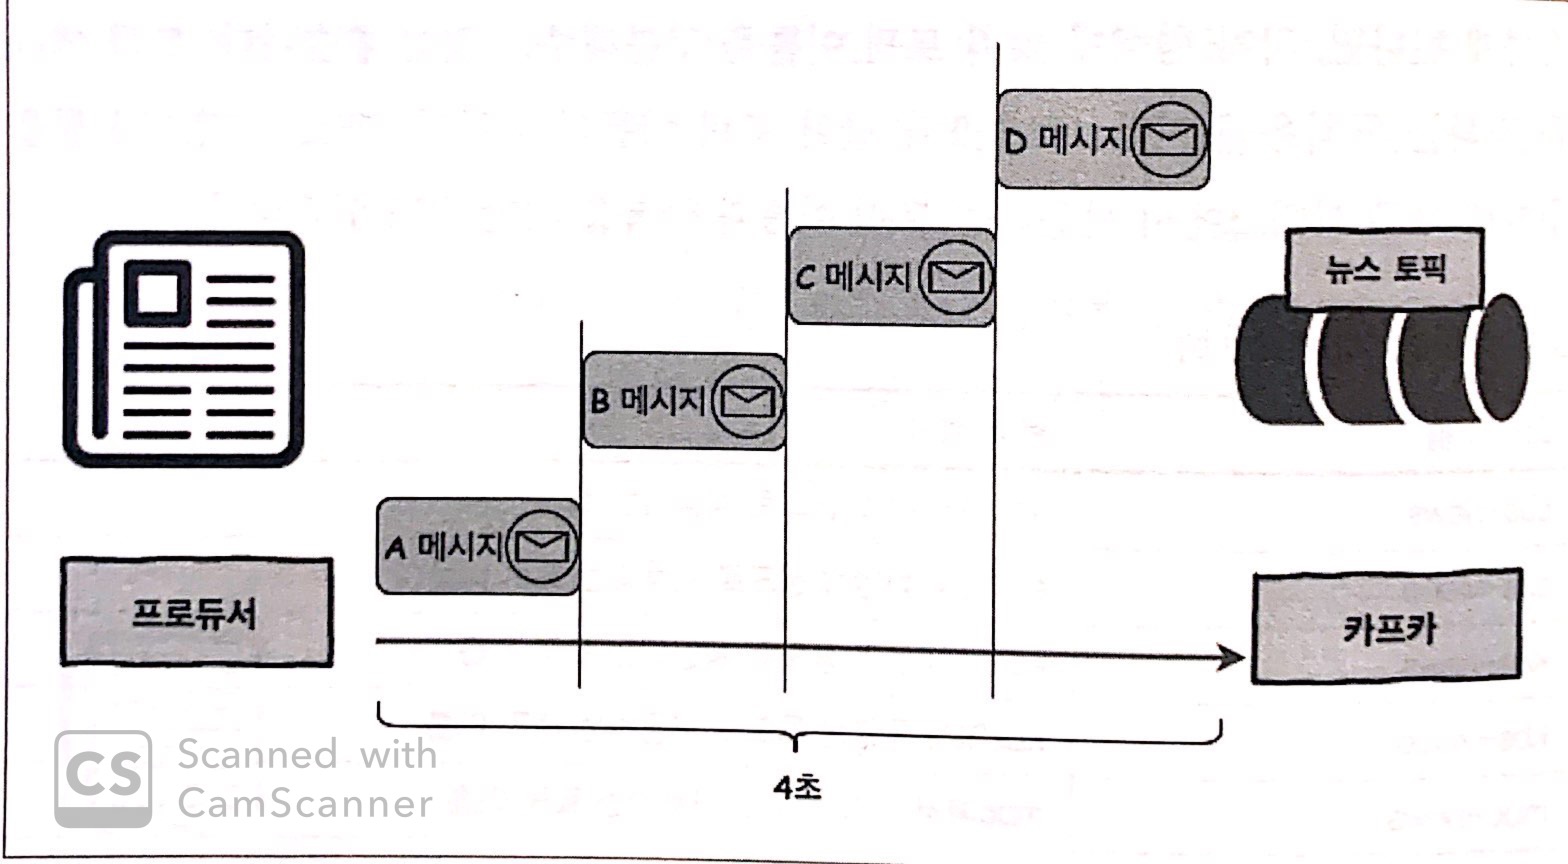 D 메시지
C 메시지
뉴스 토픽
B 메시지
A 메시지
프로듀서
카프카
4초
CS
Scanned with
CamScanner